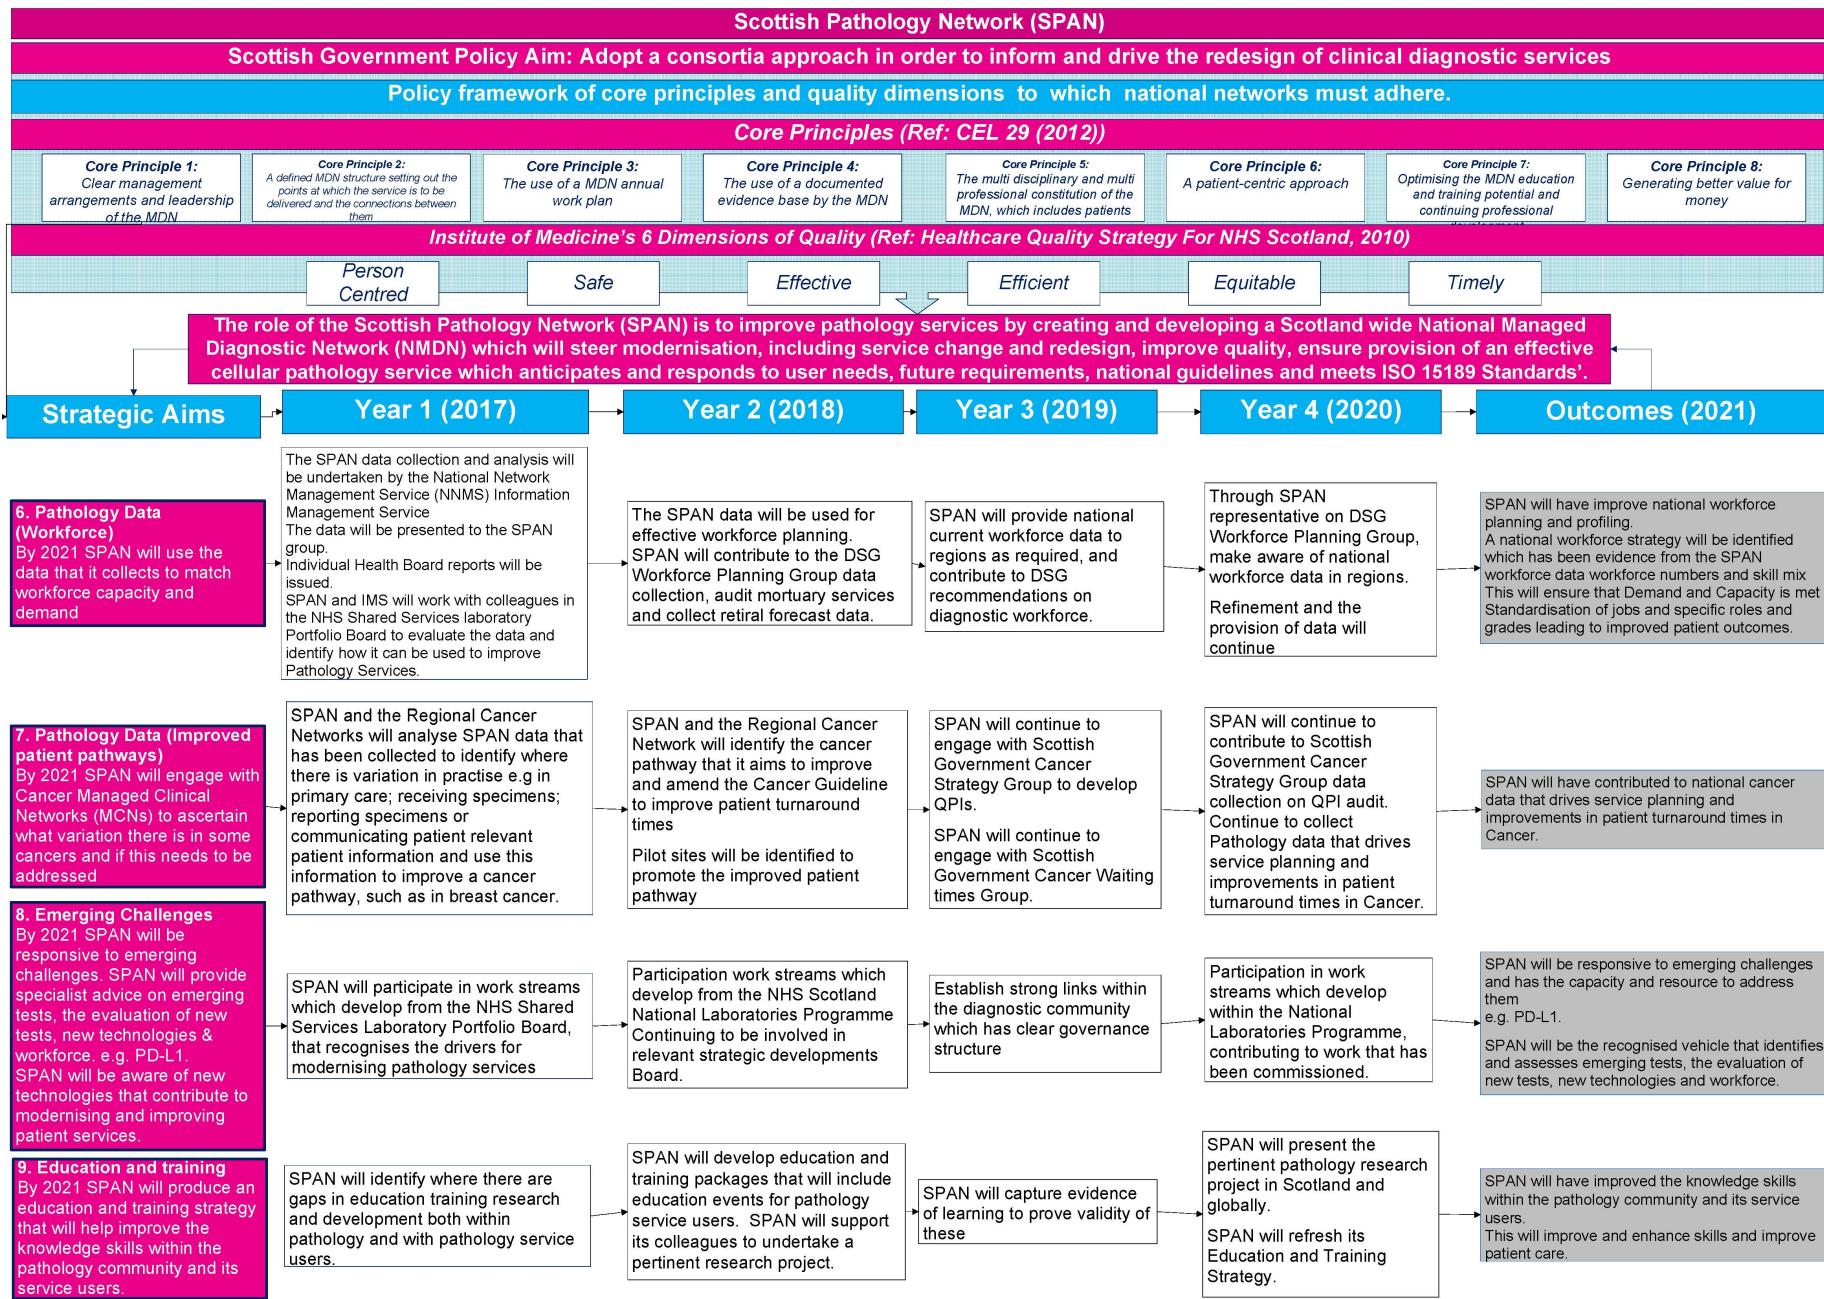 Scottish Pathology Network (SPAN)
Scottish Government Policy Aim: Adopt a consortia approach in order to inform and drive the redesign of clinical diagnostic services
Policy framework of core principles and quality dimensions to which national networks must adhere.
Core Principles (Ref: CEL 29 (2012))
Core Principle 1:
Clear management
arrangements and leadership
of the MDN
Core Principle 2:
A defined MDN structure setting out the
points at which the service is to be
delivered and the connections between
them
Core Principle 3:
The use of a MDN annual
work plan
Core Principle 4:
The use of a documented
evidence base by the MDN
Core Principle 5:
The multi disciplinary and multi
professional constitution of the
MDN, which includes patients
Core Principle 6:
A patient-centric approach
Core Principle 7:
Optimising the MDN education
and training potential and
continuing professional
Core Principle 8:
Generating better value for
money
Institute of Medicine's 6 Dimensions of Quality (Ref: Healthcare Quality Strategy For NHS Scotland, 2010)
Person
Centred
Safe
Effective
Efficient
Equitable
Timely
The role of the Scottish Pathology Network (SPAN) is to improve pathology services by creating and developing a Scotland wide National Managed
Diagnostic Network (NMDN) which will steer modernisation, including service change and redesign, improve quality, ensure provision of an effective
cellular pathology service which anticipates and responds to user needs, future requirements, national guidelines and meets ISO 15189 Standards'.
Strategic Aims
Year 1 (2017)
Year 2 (2018)
Year 3 (2019)
Year 4 (2020)
Outcomes (2021)
6. Pathology Data
(Workforce)
By 2021 SPAN will use the
data that it collects to match
workforce capacity and
demand
The SPAN data collection and analysis will
be undertaken by the National Network
Management Service (NNMS) Information
Management Service
The data will be presented to the SPAN
group.
Individual Health Board reports will be
issued.
SPAN and IMS will work with colleagues in
the NHS Shared Services laboratory
Portfolio Board to evaluate the data and
identify how it can be used to improve
Pathology Services.
The SPAN data will be used for
effective workforce planning.
SPAN will contribute to the DSG
Workforce Planning Group data
collection, audit mortuary services
and collect retiral forecast data.
SPAN will provide national
current workforce data to
regions as required, and
contribute to DSG
recommendations on
diagnostic workforce.
Through SPAN
representative on DSG
Workforce Planning Group,
make aware of national
workforce data in regions.
Refinement and the
provision of data will
continue
SPAN will have improve national workforce
planning and profiling.
A national workforce strategy will be identified
which has been evidence from the SPAN
workforce data workforce numbers and skill mix
This will ensure that Demand and Capacity is met
Standardisation of jobs and specific roles and
grades leading to improved patient outcomes.
7. Pathology Data (Improved
patient pathways)
By 2021 SPAN will engage with
Cancer Managed Clinical
Networks (MCNs) to ascertain
what variation there is in some
cancers and if this needs to be
addressed
SPAN and the Regional Cancer
Networks will analyse SPAN data that
has been collected to identify where
there is variation in practise e.g in
primary care; receiving specimens;
reporting specimens or
communicating patient relevant
patient information and use this
information to improve a cancer
pathway, such as in breast cancer.
SPAN and the Regional Cancer
Network will identify the cancer
pathway that it aims to improve
and amend the Cancer Guideline
to improve patient turnaround
times
Pilot sites will be identified to
promote the improved patient
pathway
SPAN will continue to
engage with Scottish
Government Cancer
Strategy Group to develop
QPIs.
SPAN will continue to
engage with Scottish
Government Cancer Waiting
times Group.
SPAN will continue to
contribute to Scottish
Government Cancer
Strategy Group data
collection on QPI audit.
Continue to collect
Pathology data that drives
service planning and
improvements in patient
turnaround times in Cancer.
SPAN will have contributed to national cancer
data that drives service planning and
improvements in patient turnaround times in
Cancer.
8. Emerging Challenges
By 2021 SPAN will be
responsive to emerging
challenges. SPAN will provide
specialist advice on emerging
tests, the evaluation of new
tests, new technologies &
workforce. e.g. PD-L1.
SPAN will be aware of new
technologies that contribute to
modernising and improving
patient services.
SPAN will participate in work streams
which develop from the NHS Shared
Services Laboratory Portfolio Board,
that recognises the drivers for
modernising pathology services
Participation work streams which
develop from the NHS Scotland
National Laboratories Programme
Continuing to be involved in
relevant strategic developments
Board.
Establish strong links within
the diagnostic community
which has clear governance
structure
Participation in work
streams which develop
within the National
Laboratories Programme,
contributing to work that has
been commissioned.
SPAN will be responsive to emerging challenges
and has the capacity and resource to address
them
e.g. PD-L1.
SPAN will be the recognised vehicle that identifies
and assesses emerging tests, the evaluation of
new tests, new technologies and workforce.
9. Education and training
By 2021 SPAN will produce an
education and training strategy
that will help improve the
knowledge skills within the
pathology community and its
service users.
SPAN will identify where there are
gaps in education training research
and development both within
pathology and with pathology service
users.
SPAN will develop education and
training packages that will include
education events for pathology
service users. SPAN will support
its colleagues to undertake a
pertinent research project.
SPAN will capture evidence
of learning to prove validity of
these
SPAN will present the
pertinent pathology research
project in Scotland and
globally.
SPAN will refresh its
Education and Training
Strategy.
SPAN will have improved the knowledge skills
within the pathology community and its service
users.
This will improve and enhance skills and improve
patient care.